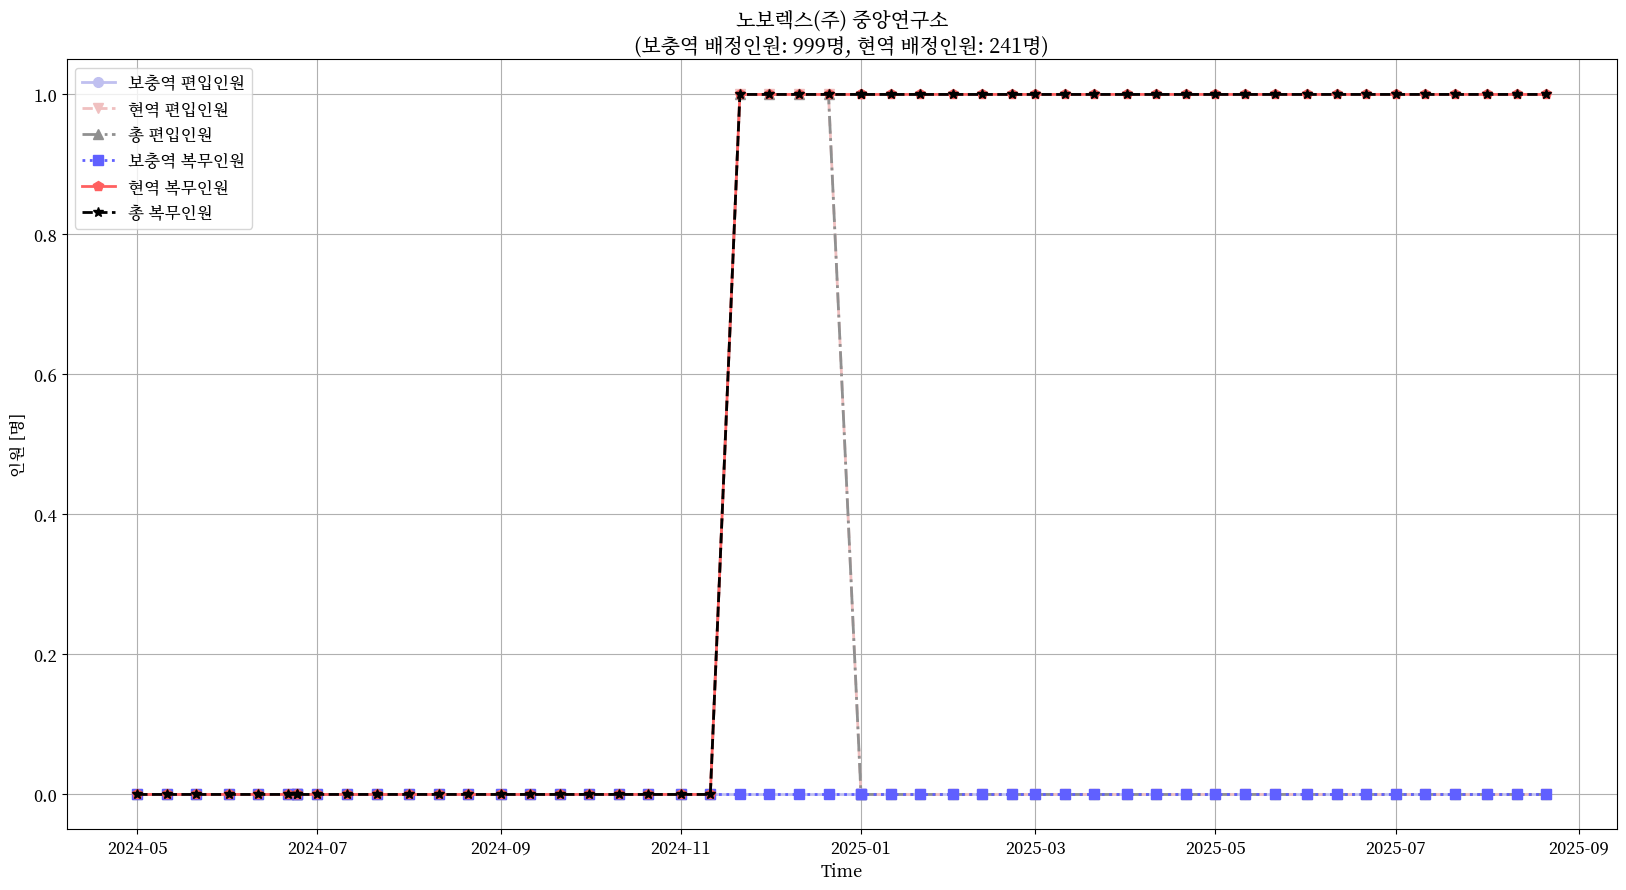 노보렉스(주) 중앙연구소
(보충역 배정인원: 999명, 현역 배정인원: 241명)
보충역 편입인원
현역 편입인원
총 편입인원
보충역 복무인원
현역 복무인원
총 복무인원
1.0
0.8
0.6
0.4
0.2
0.0
인원 [명]
2024-05
2024-07
2024-09
2024-11
2025-01
2025-03
2025-05
2025-07
2025-09
Time